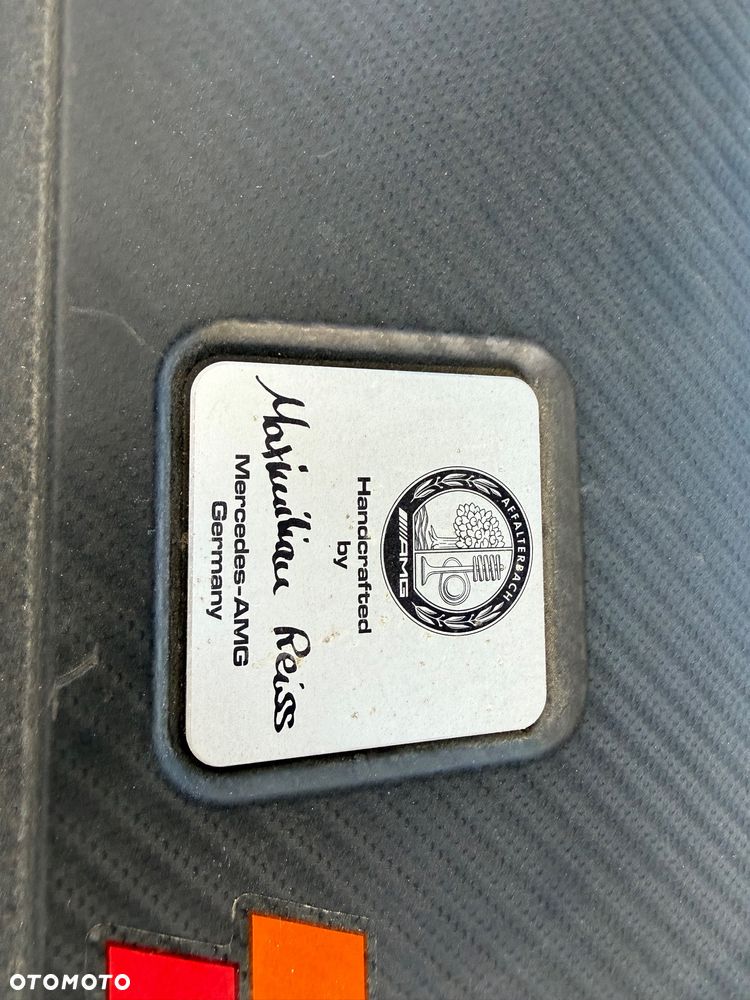 AFFALTERBACH
AMG
Handcrafted
by
Maximilian Reiss
Mercedes-AMG
Germany
OTOMOTO